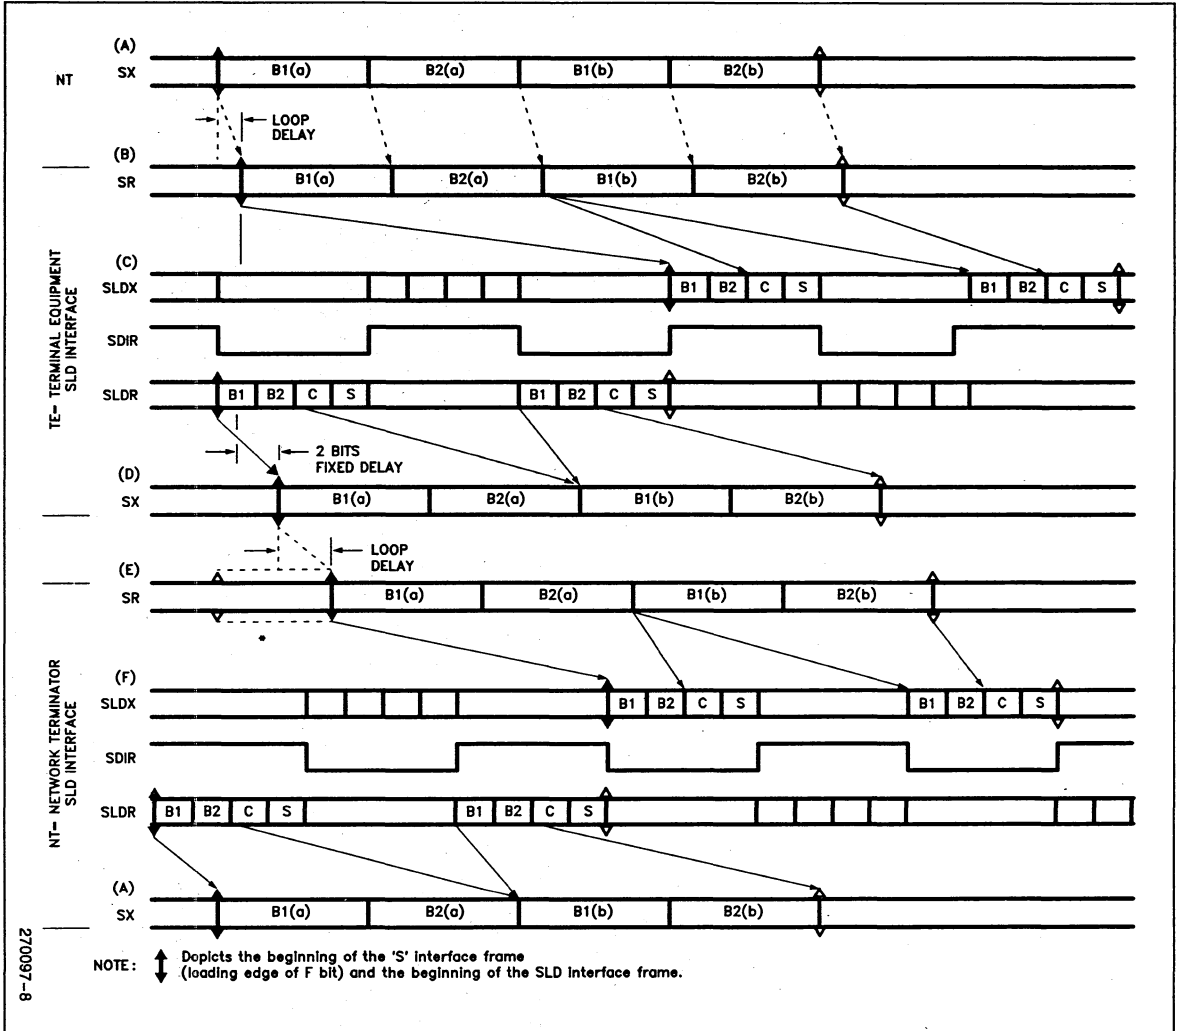 (A)
NT SX B1(a) B2(a) B1(b) B2(b)
LOOP
DELAY
(B)
SR B1(a) B2(a) B1(b) B2(b)
TE= TERMINAL EQUIPMENT
SLD INTERFACE
(C)
SLDX B1 B2 C S B1 B2 C S
SDIR
SLDR B1 B2 C S B1 B2 C S
2 BITS
FIXED DELAY
(D)
SX B1(a) B2(a) B1(b) B2(b)
LOOP
DELAY
(E)
SR B1(a) B2(a) B1(b) B2(b)
*
NT= NETWORK TERMINATOR
SLD INTERFACE
(F)
SLDX B1 B2 C S B1 B2 C S
SDIR
SLDR B1 B2 C S B1 B2 C S
(A)
SX B1(a) B2(a) B1(b) B2(b)
NOTE: Dopicts the beginning of the 'S' interface frame
(loading edge of F bit) and the beginning of the SLD interface frame.
270097-8